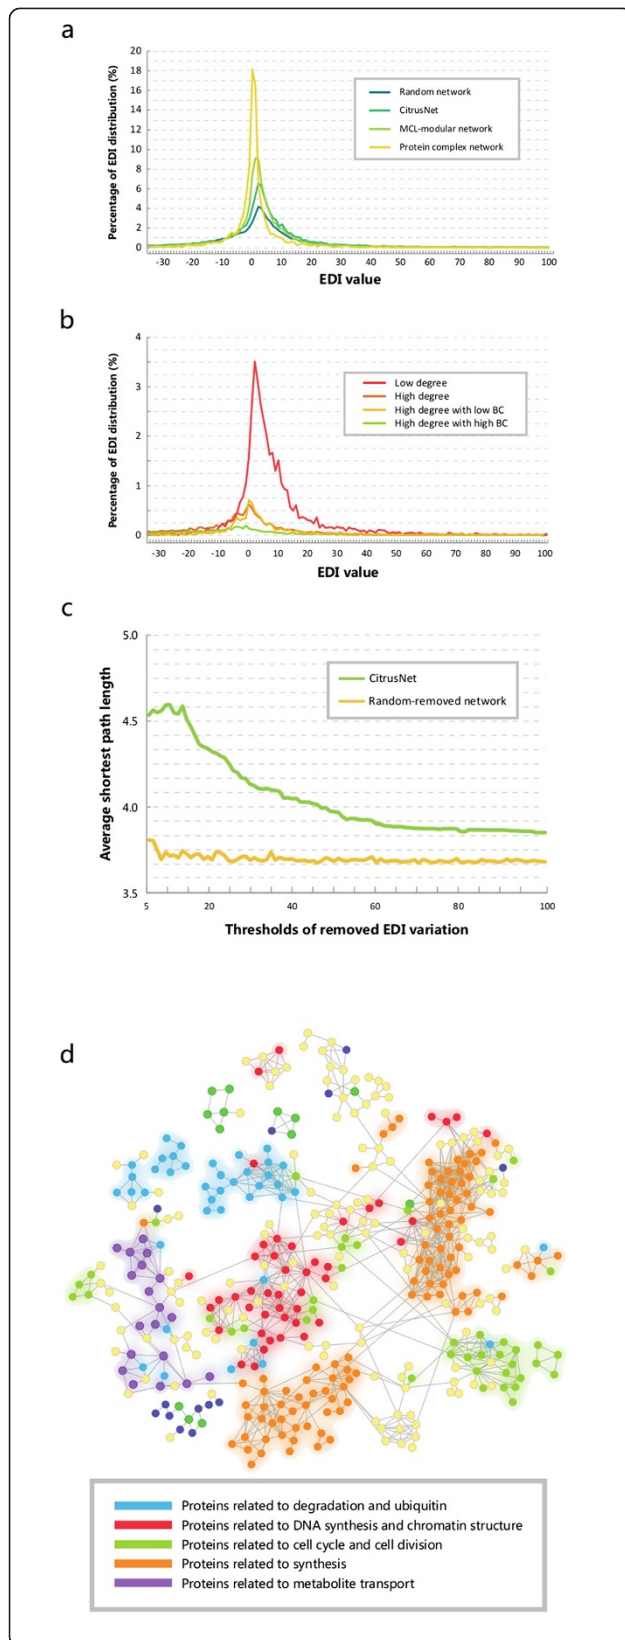 a
20
18
16
14
12
10
8
6
4
2
0
Percentage of EDI distribution (%)
Random network
CitrusNet
MCL-modular network
Protein complex network
-30 -20 -10 0 10 20 30 40 50 60 70 80 90 100
EDI value
b
4
3
2
1
0
Percentage of EDI distribution (%)
Low degree
High degree
High degree with low BC
High degree with high BC
-30 -20 -10 0 10 20 30 40 50 60 70 80 90 100
EDI value
c
5.0
4.5
4.0
3.5
Average shortest path length
CitrusNet
Random-removed network
5 20 40 60 80 100
Thresholds of removed EDI variation
d
Proteins related to degradation and ubiquitin
Proteins related to DNA synthesis and chromatin structure
Proteins related to cell cycle and cell division
Proteins related to synthesis
Proteins related to metabolite transport